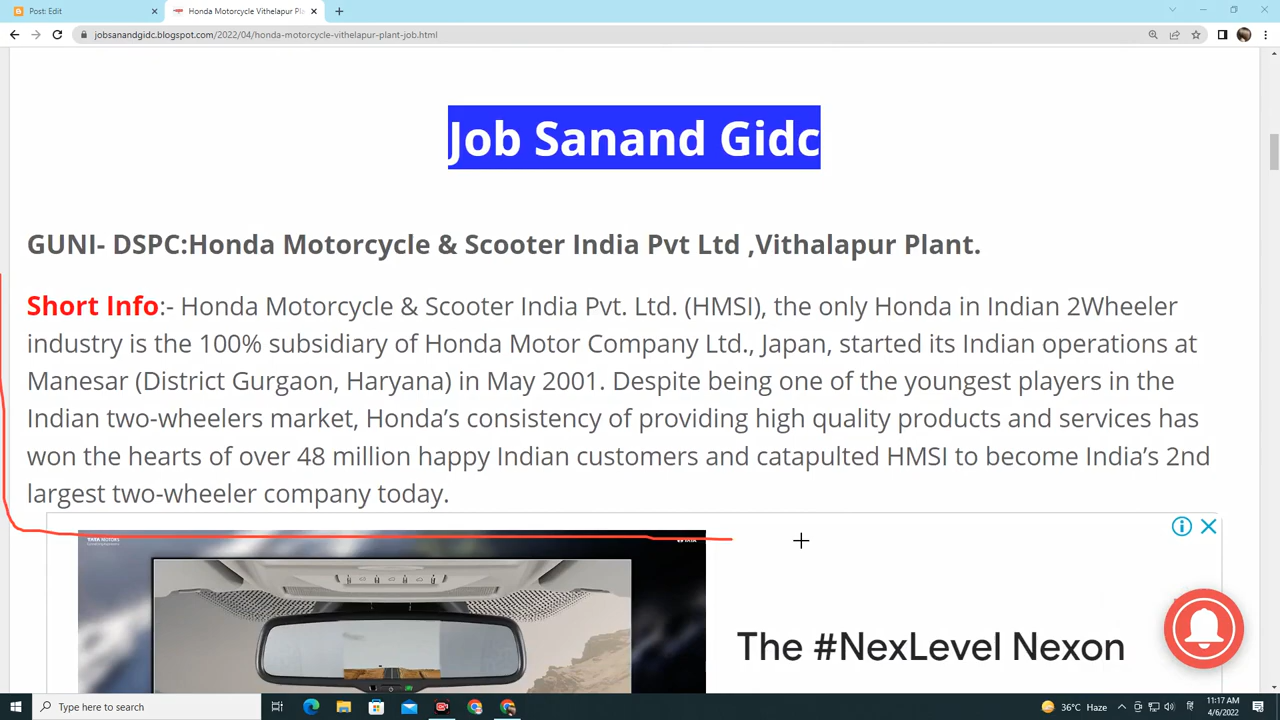 Post: Edit
Honda Motorcycle Vithelapur Pla
jobsanandgidc.blogspot.com/2022/04/honda-motorcycle-vithelapur-plant-job.html
Job Sanand Gidc
GUNI- DSPC:Honda Motorcycle & Scooter India Pvt Ltd ,Vithalapur Plant.
Short Info:- Honda Motorcycle & Scooter India Pvt. Ltd. (HMSI), the only Honda in Indian 2Wheeler
industry is the 100% subsidiary of Honda Motor Company Ltd., Japan, started its Indian operations at
Manesar (District Gurgaon, Haryana) in May 2001. Despite being one of the youngest players in the
Indian two-wheelers market, Honda’s consistency of providing high quality products and services has
won the hearts of over 48 million happy Indian customers and catapulted HMSI to become India’s 2nd
largest two-wheeler company today.
TATA MOTORS
TATA
The #NexLevel Nexon
Type here to search
36°C Haze
11:17 AM
4/6/2022